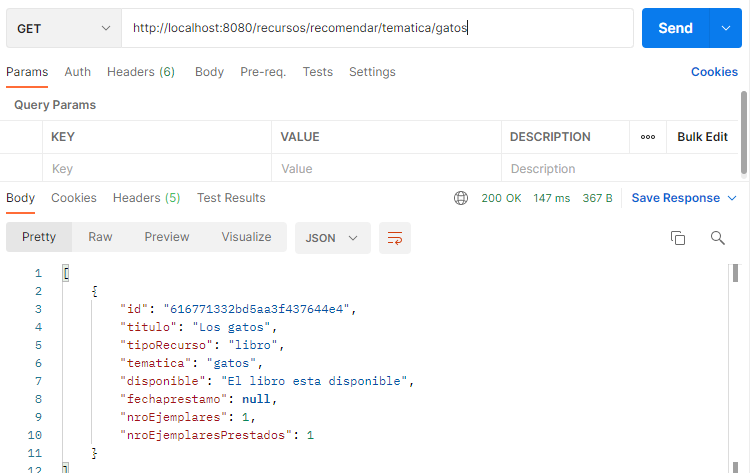 GET http://localhost:8080/recursos/recomendar/tematica/gatos Send
Params Auth Headers (6) Body Pre-req. Tests Settings Cookies
Query Params
KEY VALUE DESCRIPTION ooo Bulk Edit
Key Value Description
Body Cookies Headers (5) Test Results 200 OK 147 ms 367 B Save Response
Pretty Raw Preview Visualize JSON
1 [
2 {
3 "id": "616771332bd5aa3f437644e4",
4 "titulo": "Los gatos",
5 "tipoRecurso": "libro",
6 "tematica": "gatos",
7 "disponible": "El libro esta disponible",
8 "fechaprestamo": null,
9 "nroEjemplares": 1,
10 "nroEjemplaresPrestados": 1
11 }
12 ]